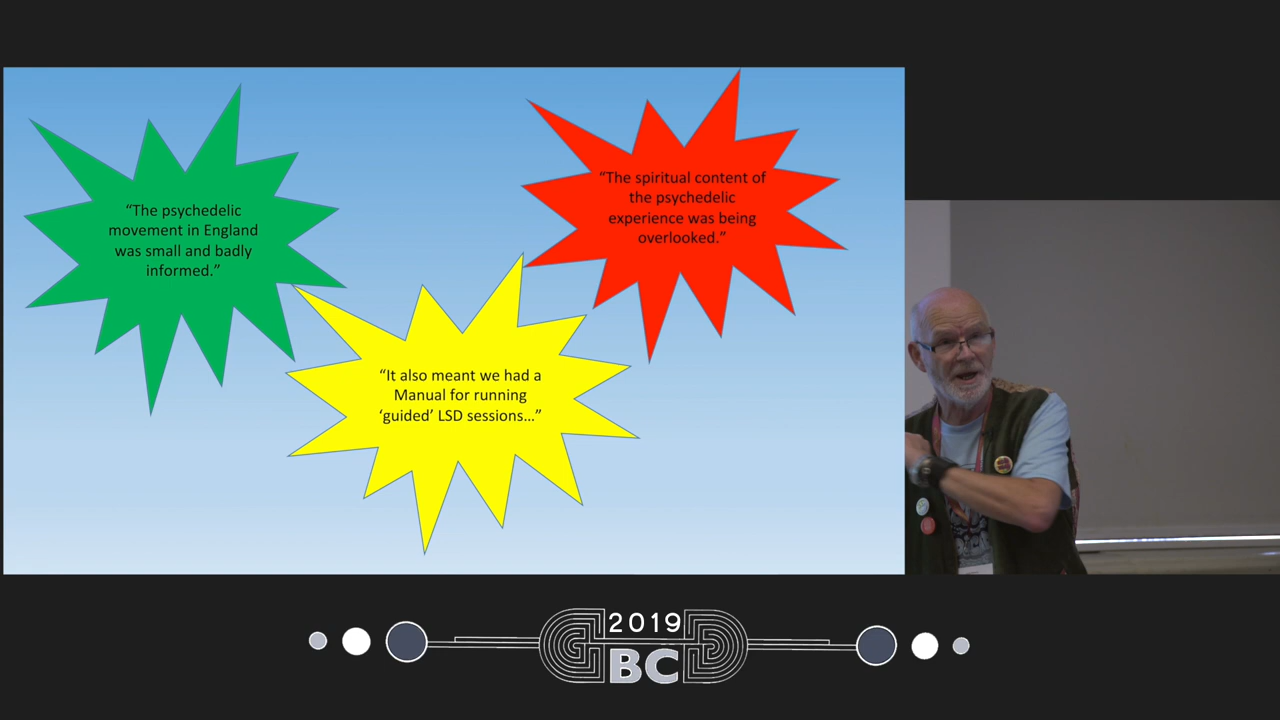 “The psychedelic
movement in England
was small and badly
informed.”
“The spiritual content of
the psychedelic
experience was being
overlooked.”
“It also meant we had a
Manual for running
‘guided’ LSD sessions…”
2019
BC